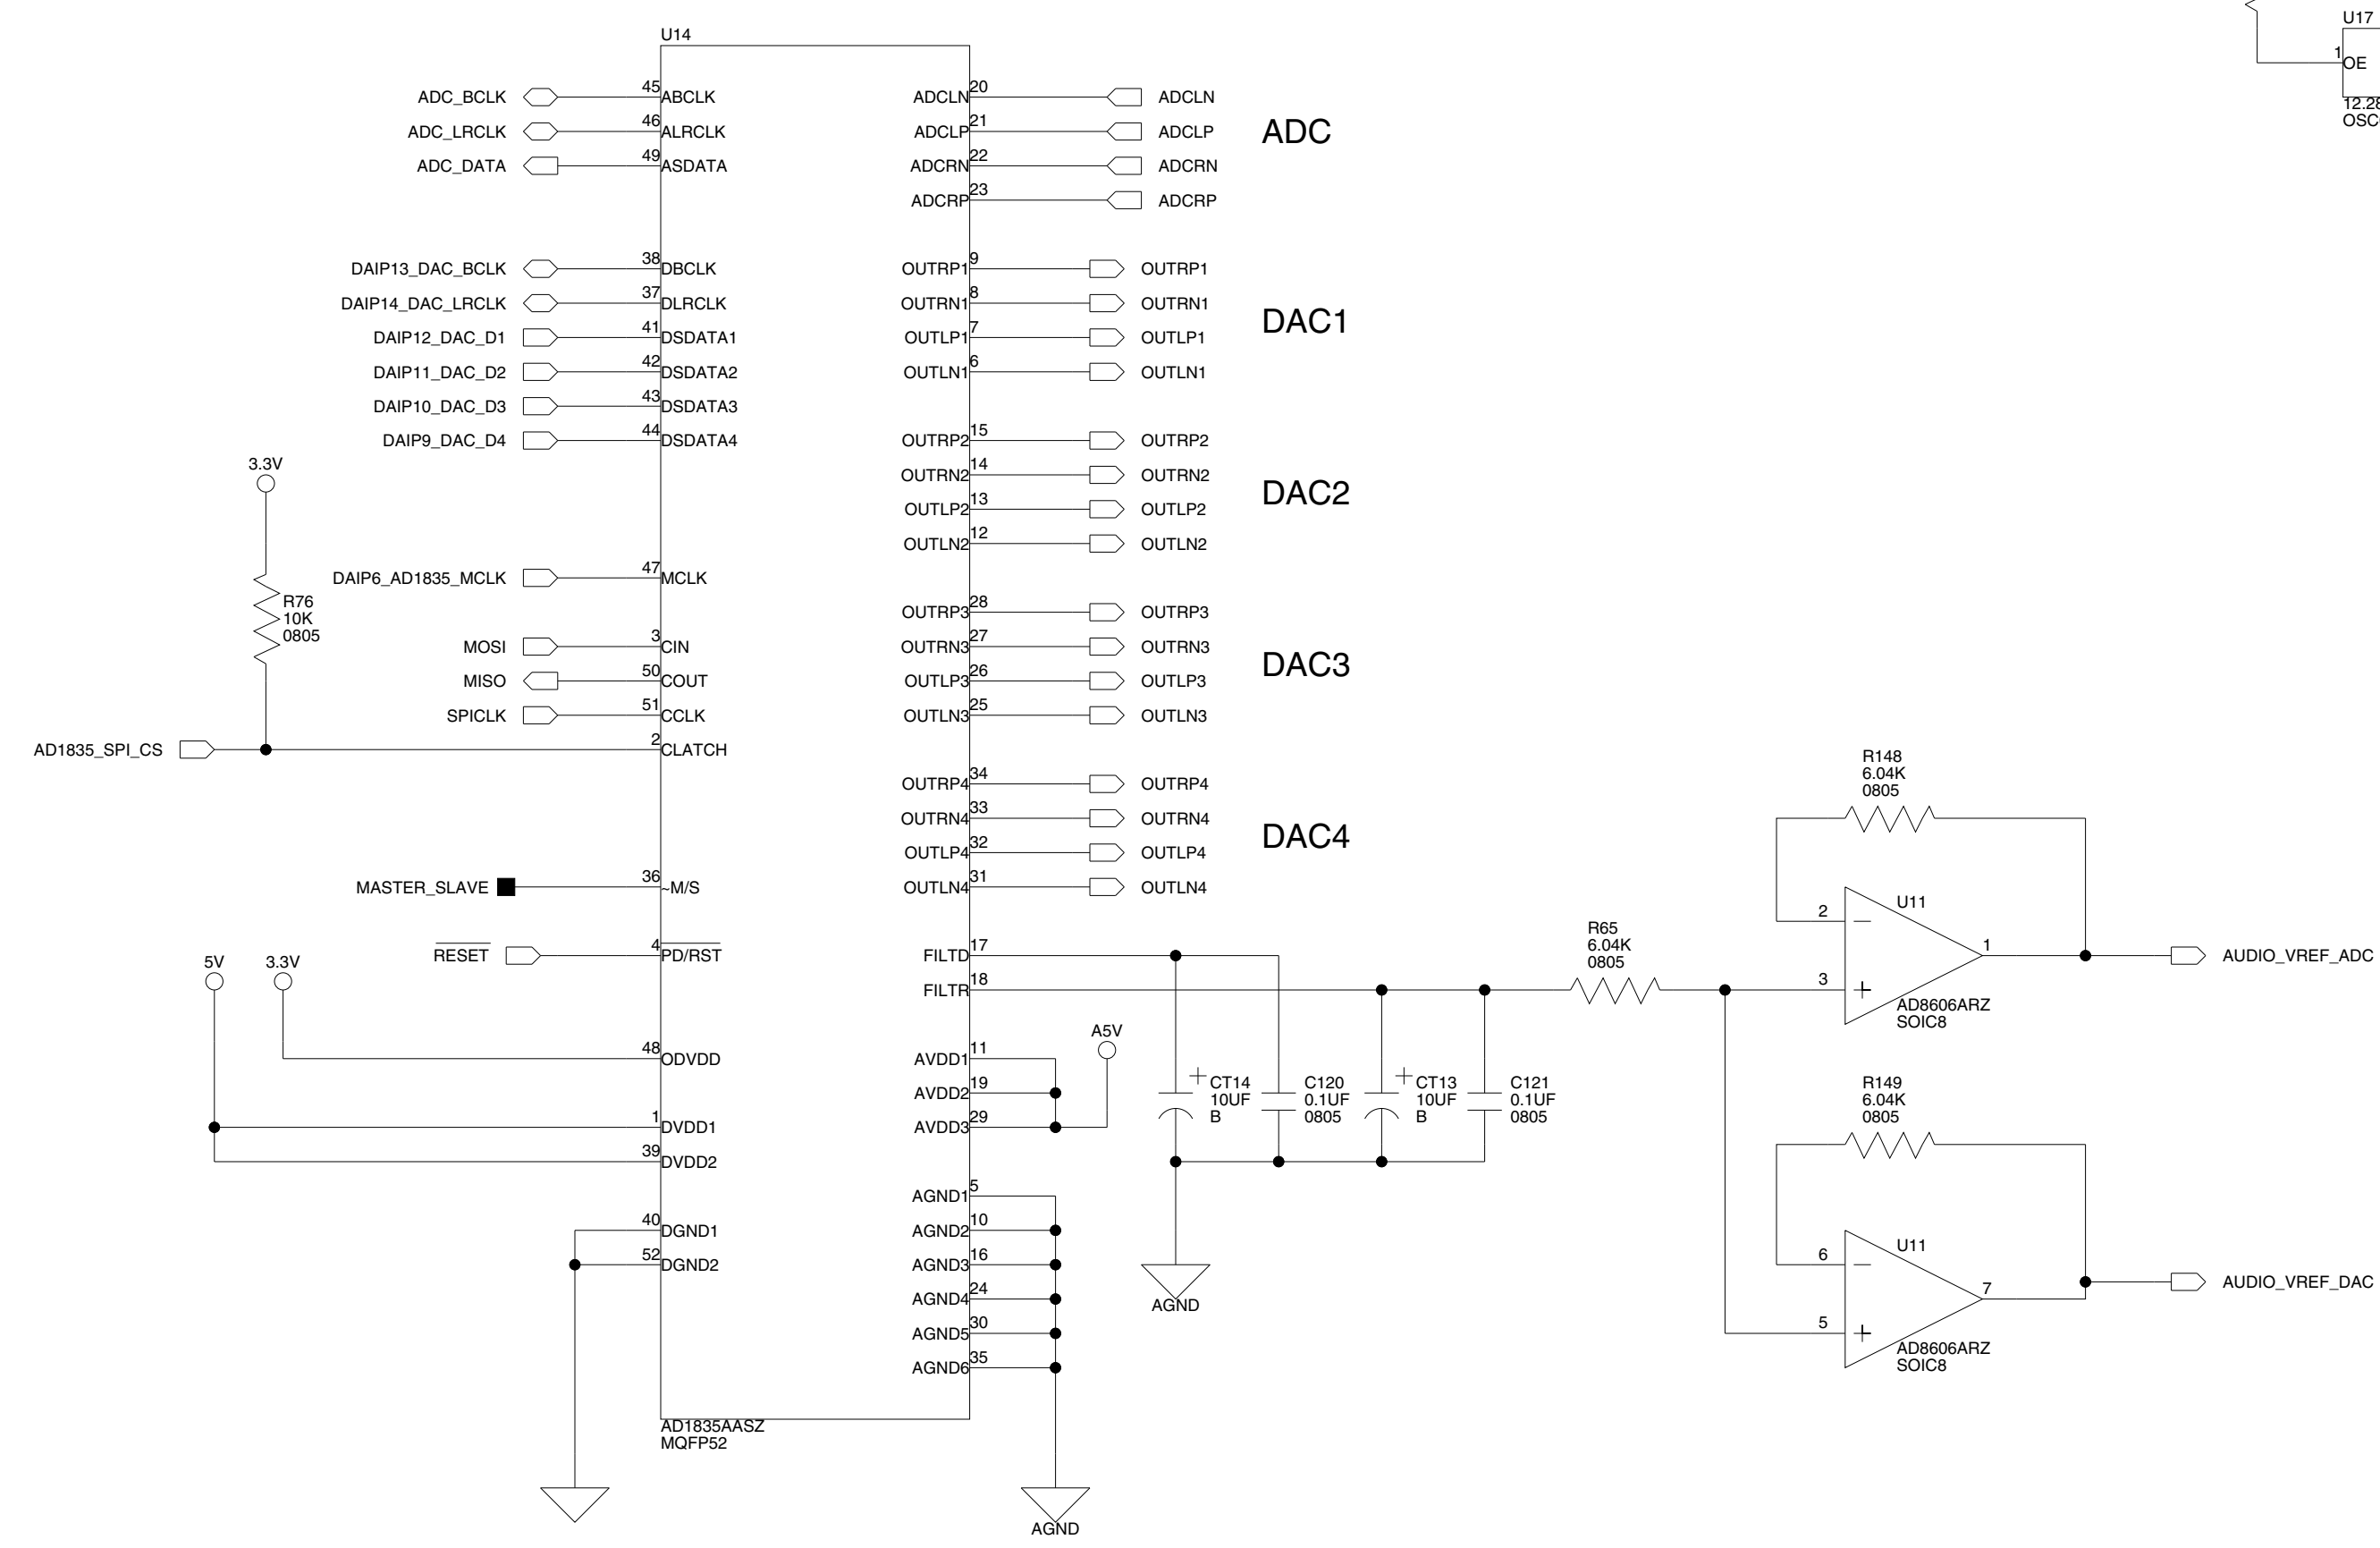 U14
U17
1
OE
12.28
OSC
ADC_BCLK 45 ABCLK
ADC_LRCLK 46 ALRCLK
ADC_DATA 49 ASDATA
ADCLN 20 ADCLN
ADCLP 21 ADCLP
ADCRN 22 ADCRN
ADCRP 23 ADCRP
ADC
DAIP13_DAC_BCLK 38 DBCLK
DAIP14_DAC_LRCLK 37 DLRCLK
DAIP12_DAC_D1 41 DSDATA1
DAIP11_DAC_D2 42 DSDATA2
DAIP10_DAC_D3 43 DSDATA3
DAIP9_DAC_D4 44 DSDATA4
OUTRP1 9 OUTRP1
OUTRN1 8 OUTRN1
OUTLP1 7 OUTLP1
OUTLN1 6 OUTLN1
DAC1
OUTRP2 15 OUTRP2
OUTRN2 14 OUTRN2
OUTLP2 13 OUTLP2
OUTLN2 12 OUTLN2
DAC2
3.3V
R76
10K
0805
DAIP6_AD1835_MCLK 47 MCLK
MOSI 3 CIN
MISO 50 COUT
SPICLK 51 CCLK
AD1835_SPI_CS 2 CLATCH
OUTRP3 28 OUTRP3
OUTRN3 27 OUTRN3
OUTLP3 26 OUTLP3
OUTLN3 25 OUTLN3
DAC3
OUTRP4 34 OUTRP4
OUTRN4 33 OUTRN4
OUTLP4 32 OUTLP4
OUTLN4 31 OUTLN4
DAC4
MASTER_SLAVE 36 ~M/S
RESET 4 PD/RST
5V
3.3V
48 ODVDD
1 DVDD1
39 DVDD2
40 DGND1
52 DGND2
FILTD 17
FILTR 18
AVDD1 11
AVDD2 19
AVDD3 29
A5V
AGND1 5
AGND2 10
AGND3 16
AGND4 24
AGND5 30
AGND6 35
AD1835AASZ
MQFP52
AGND
+ CT14
10UF
B
C120
0.1UF
0805
+ CT13
10UF
B
C121
0.1UF
0805
AGND
R65
6.04K
0805
R148
6.04K
0805
U11
2 −
3 +
1
AD8606ARZ
SOIC8
AUDIO_VREF_ADC
R149
6.04K
0805
U11
6 −
5 +
7
AD8606ARZ
SOIC8
AUDIO_VREF_DAC